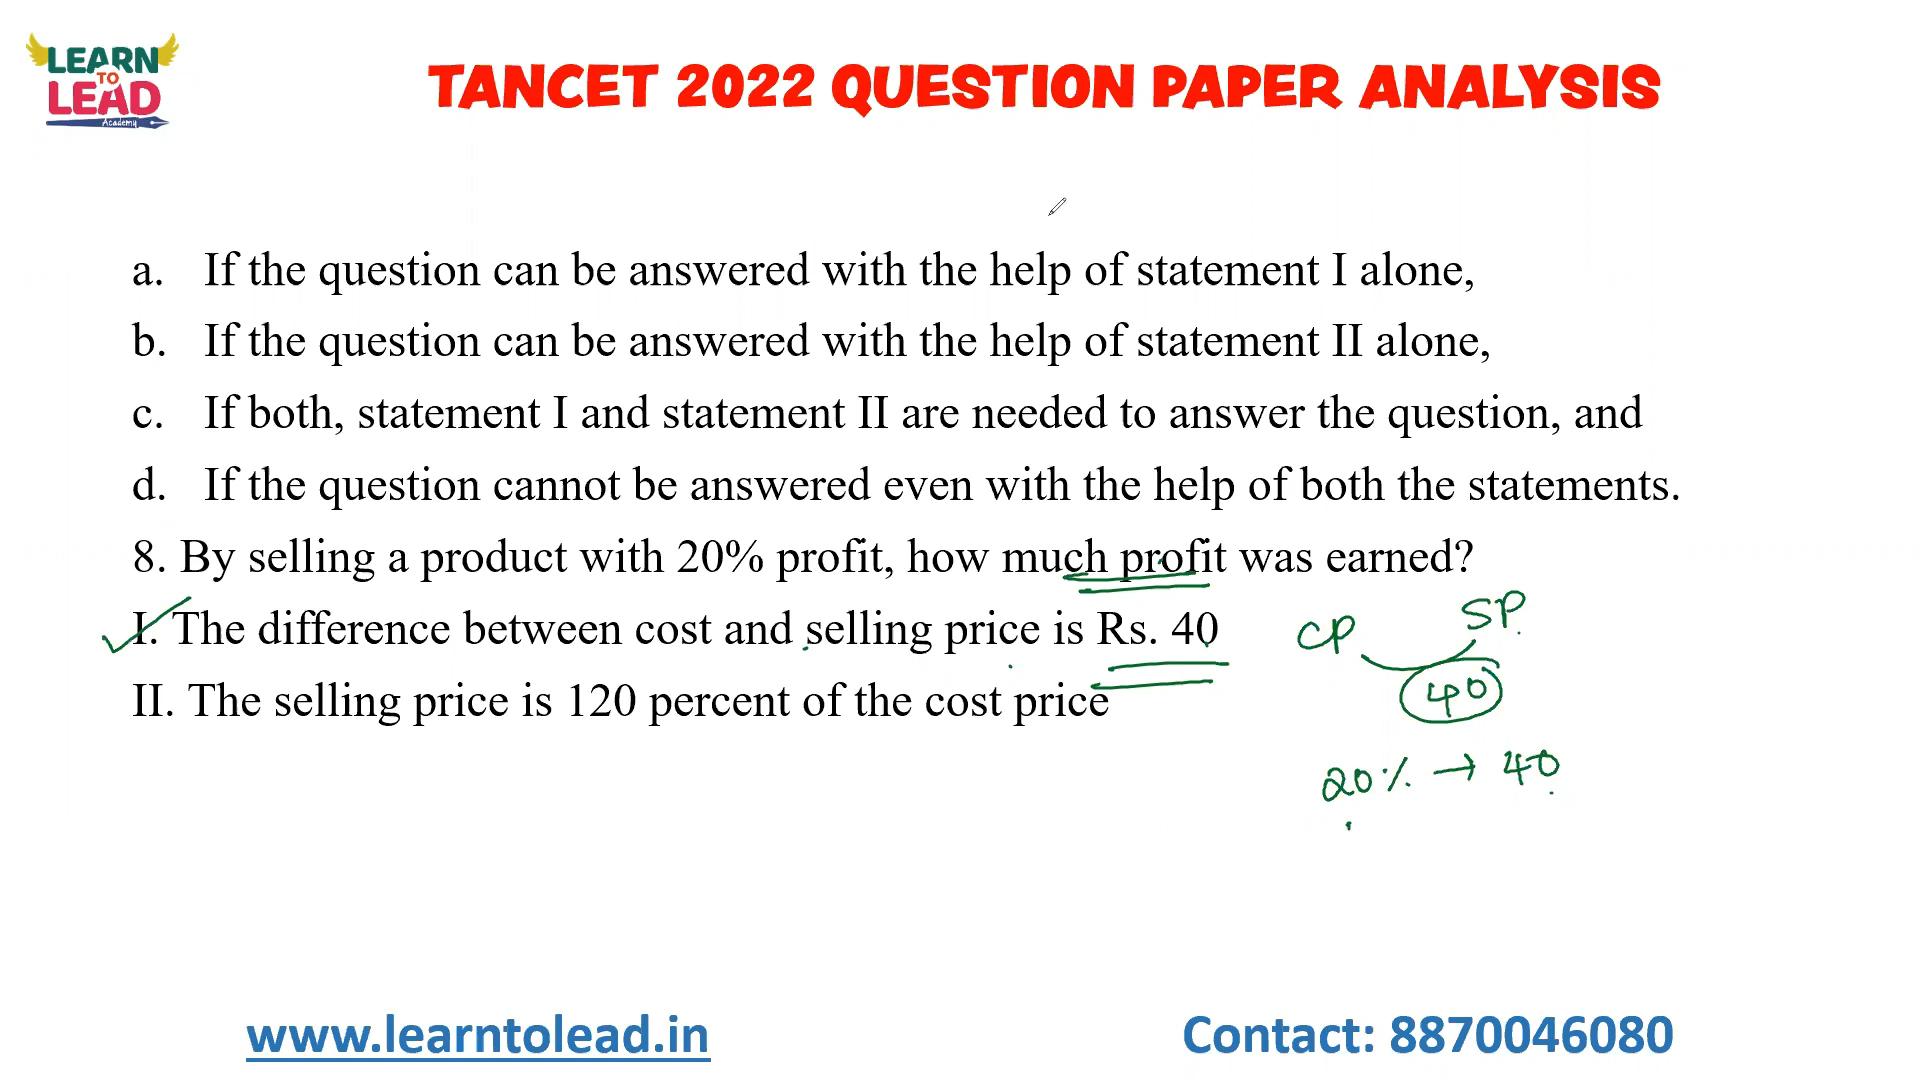 LEARN
TO
LEAD
Academy
TANCET 2022 QUESTION PAPER ANALYSIS
a. If the question can be answered with the help of statement I alone,
b. If the question can be answered with the help of statement II alone,
c. If both, statement I and statement II are needed to answer the question, and
d. If the question cannot be answered even with the help of both the statements.
8. By selling a product with 20% profit, how much profit was earned?
I. The difference between cost and selling price is Rs. 40
CP SP
II. The selling price is 120 percent of the cost price
40
20% → 40
www.learntolead.in
Contact: 8870046080